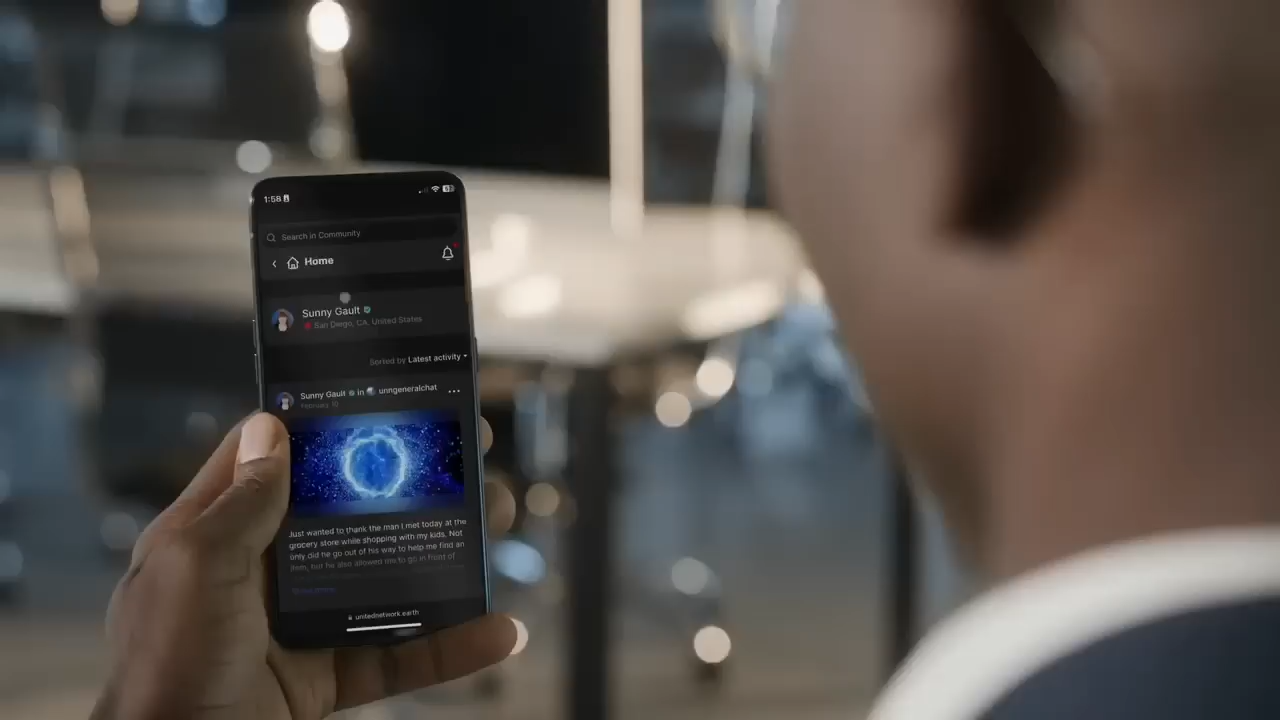 1:58
Search in Community
Home
Sunny Gault
San Diego, CA, United States
Sorted by Latest activity
Sunny Gault in unngeneralchat
February 10
Just wanted to thank the man I met today at the
grocery store while shopping with my kids. Not
only did he go out of his way to help me find an
item, but he also allowed me to go in front of
unitednetwork.earth